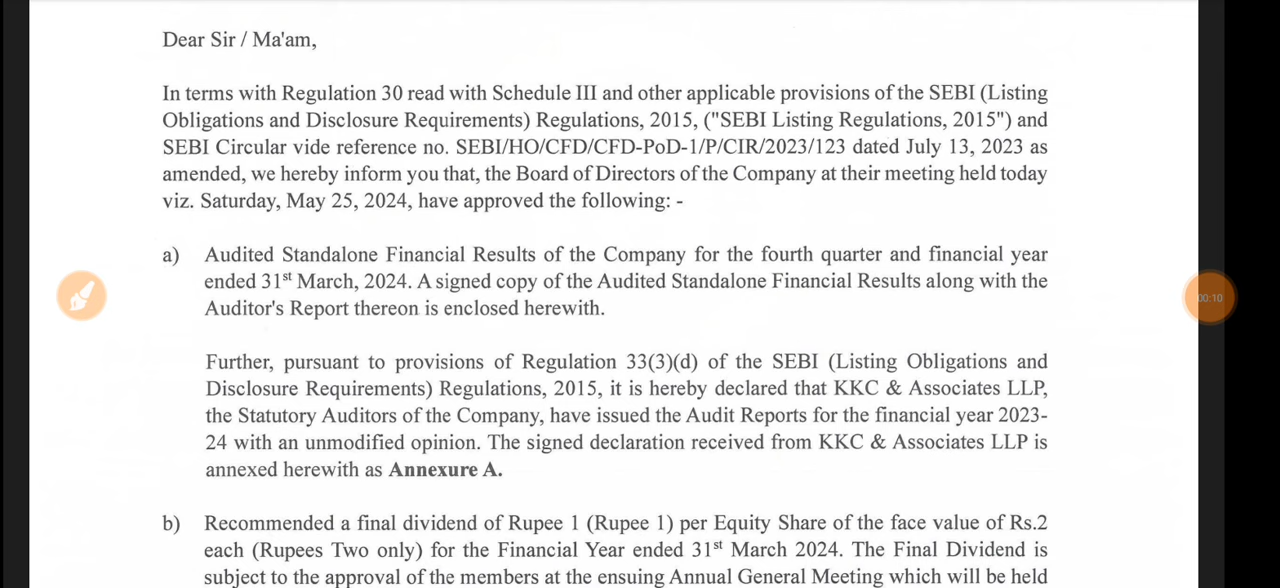 Dear Sir / Ma'am,
In terms with Regulation 30 read with Schedule III and other applicable provisions of the SEBI (Listing
Obligations and Disclosure Requirements) Regulations, 2015, ("SEBI Listing Regulations, 2015") and
SEBI Circular vide reference no. SEBI/HO/CFD/CFD-PoD-1/P/CIR/2023/123 dated July 13, 2023 as
amended, we hereby inform you that, the Board of Directors of the Company at their meeting held today
viz. Saturday, May 25, 2024, have approved the following: -
a) Audited Standalone Financial Results of the Company for the fourth quarter and financial year
ended 31st March, 2024. A signed copy of the Audited Standalone Financial Results along with the
Auditor's Report thereon is enclosed herewith.
00:10
Further, pursuant to provisions of Regulation 33(3)(d) of the SEBI (Listing Obligations and
Disclosure Requirements) Regulations, 2015, it is hereby declared that KKC & Associates LLP,
the Statutory Auditors of the Company, have issued the Audit Reports for the financial year 2023-
24 with an unmodified opinion. The signed declaration received from KKC & Associates LLP is
annexed herewith as Annexure A.
b) Recommended a final dividend of Rupee 1 (Rupee 1) per Equity Share of the face value of Rs.2
each (Rupees Two only) for the Financial Year ended 31st March 2024. The Final Dividend is
subject to the approval of the members at the ensuing Annual General Meeting which will be held